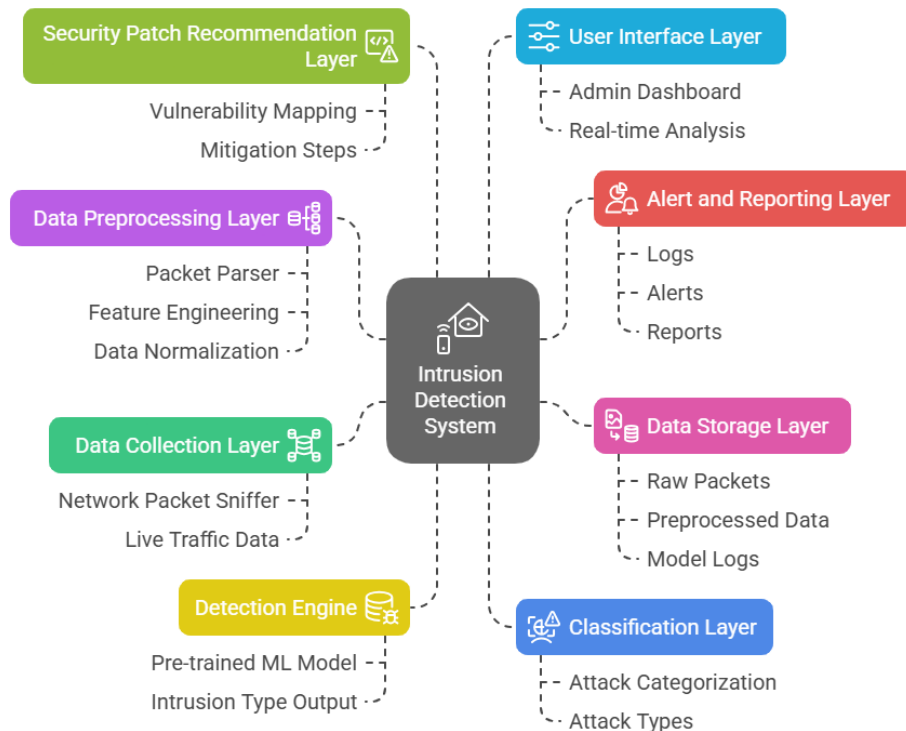 Security Patch Recommendation
Layer
Vulnerability Mapping
Mitigation Steps
Data Preprocessing Layer
Packet Parser
Feature Engineering
Data Normalization
Data Collection Layer
Network Packet Sniffer
Live Traffic Data
Detection Engine
Pre-trained ML Model
Intrusion Type Output
Intrusion
Detection
System
User Interface Layer
Admin Dashboard
Real-time Analysis
Alert and Reporting Layer
Logs
Alerts
Reports
Data Storage Layer
Raw Packets
Preprocessed Data
Model Logs
Classification Layer
Attack Categorization
Attack Types